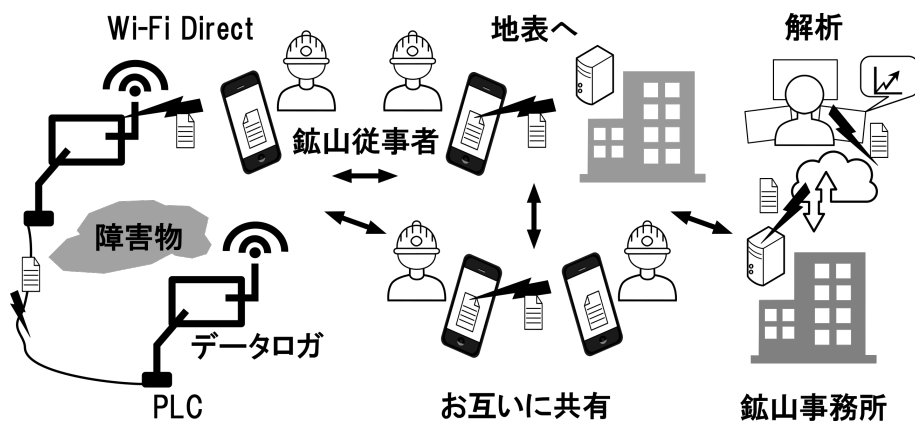 Wi-Fi Direct
地表へ
解析
鉱山従事者
障害物
データロガ
PLC
お互いに共有
鉱山事務所